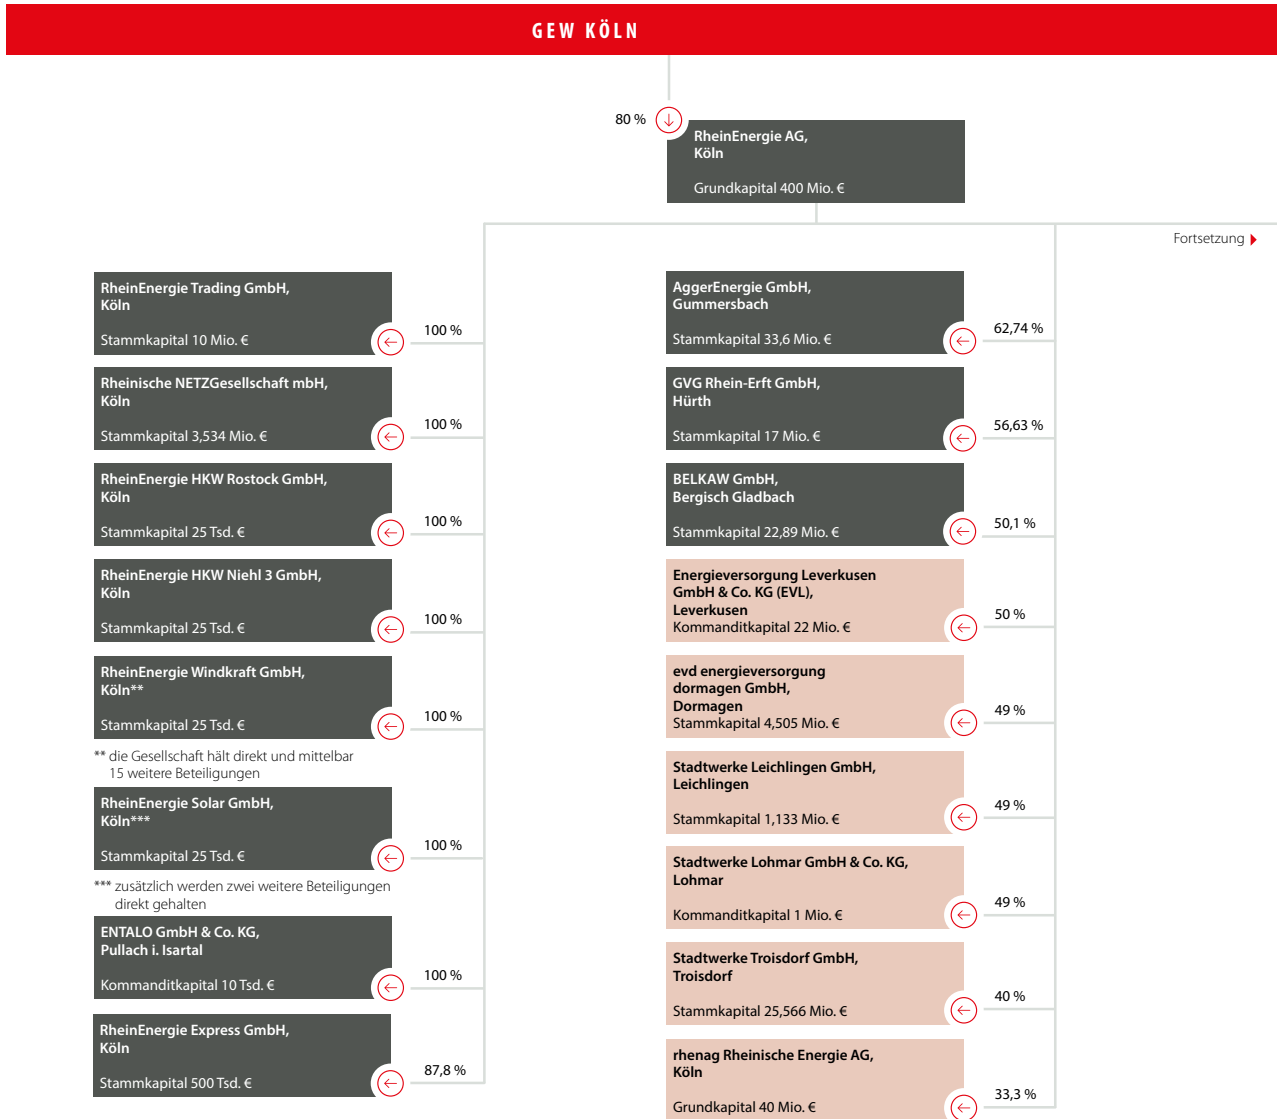 GEW KÖLN
80 %
RheinEnergie AG,
Köln
Grundkapital 400 Mio. €
Fortsetzung
RheinEnergie Trading GmbH,
Köln
Stammkapital 10 Mio. €
100 %
Rheinische NETZGesellschaft mbH,
Köln
Stammkapital 3,534 Mio. €
100 %
RheinEnergie HKW Rostock GmbH,
Köln
Stammkapital 25 Tsd. €
100 %
RheinEnergie HKW Niehl 3 GmbH,
Köln
Stammkapital 25 Tsd. €
100 %
RheinEnergie Windkraft GmbH,
Köln**
Stammkapital 25 Tsd. €
100 %
** die Gesellschaft hält direkt und mittelbar
15 weitere Beteiligungen
RheinEnergie Solar GmbH,
Köln***
Stammkapital 25 Tsd. €
100 %
*** zusätzlich werden zwei weitere Beteiligungen
direkt gehalten
ENTALO GmbH & Co. KG,
Pullach i. Isartal
Kommanditkapital 10 Tsd. €
100 %
RheinEnergie Express GmbH,
Köln
Stammkapital 500 Tsd. €
87,8 %
AggerEnergie GmbH,
Gummersbach
Stammkapital 33,6 Mio. €
62,74 %
GVG Rhein-Erft GmbH,
Hürth
Stammkapital 17 Mio. €
56,63 %
BELKAW GmbH,
Bergisch Gladbach
Stammkapital 22,89 Mio. €
50,1 %
Energieversorgung Leverkusen
GmbH & Co. KG (EVL),
Leverkusen
Kommanditkapital 22 Mio. €
50 %
evd energieversorgung
dormagen GmbH,
Dormagen
Stammkapital 4,505 Mio. €
49 %
Stadtwerke Leichlingen GmbH,
Leichlingen
Stammkapital 1,133 Mio. €
49 %
Stadtwerke Lohmar GmbH & Co. KG,
Lohmar
Kommanditkapital 1 Mio. €
49 %
Stadtwerke Troisdorf GmbH,
Troisdorf
Stammkapital 25,566 Mio. €
40 %
rhenag Rheinische Energie AG,
Köln
Grundkapital 40 Mio. €
33,3 %